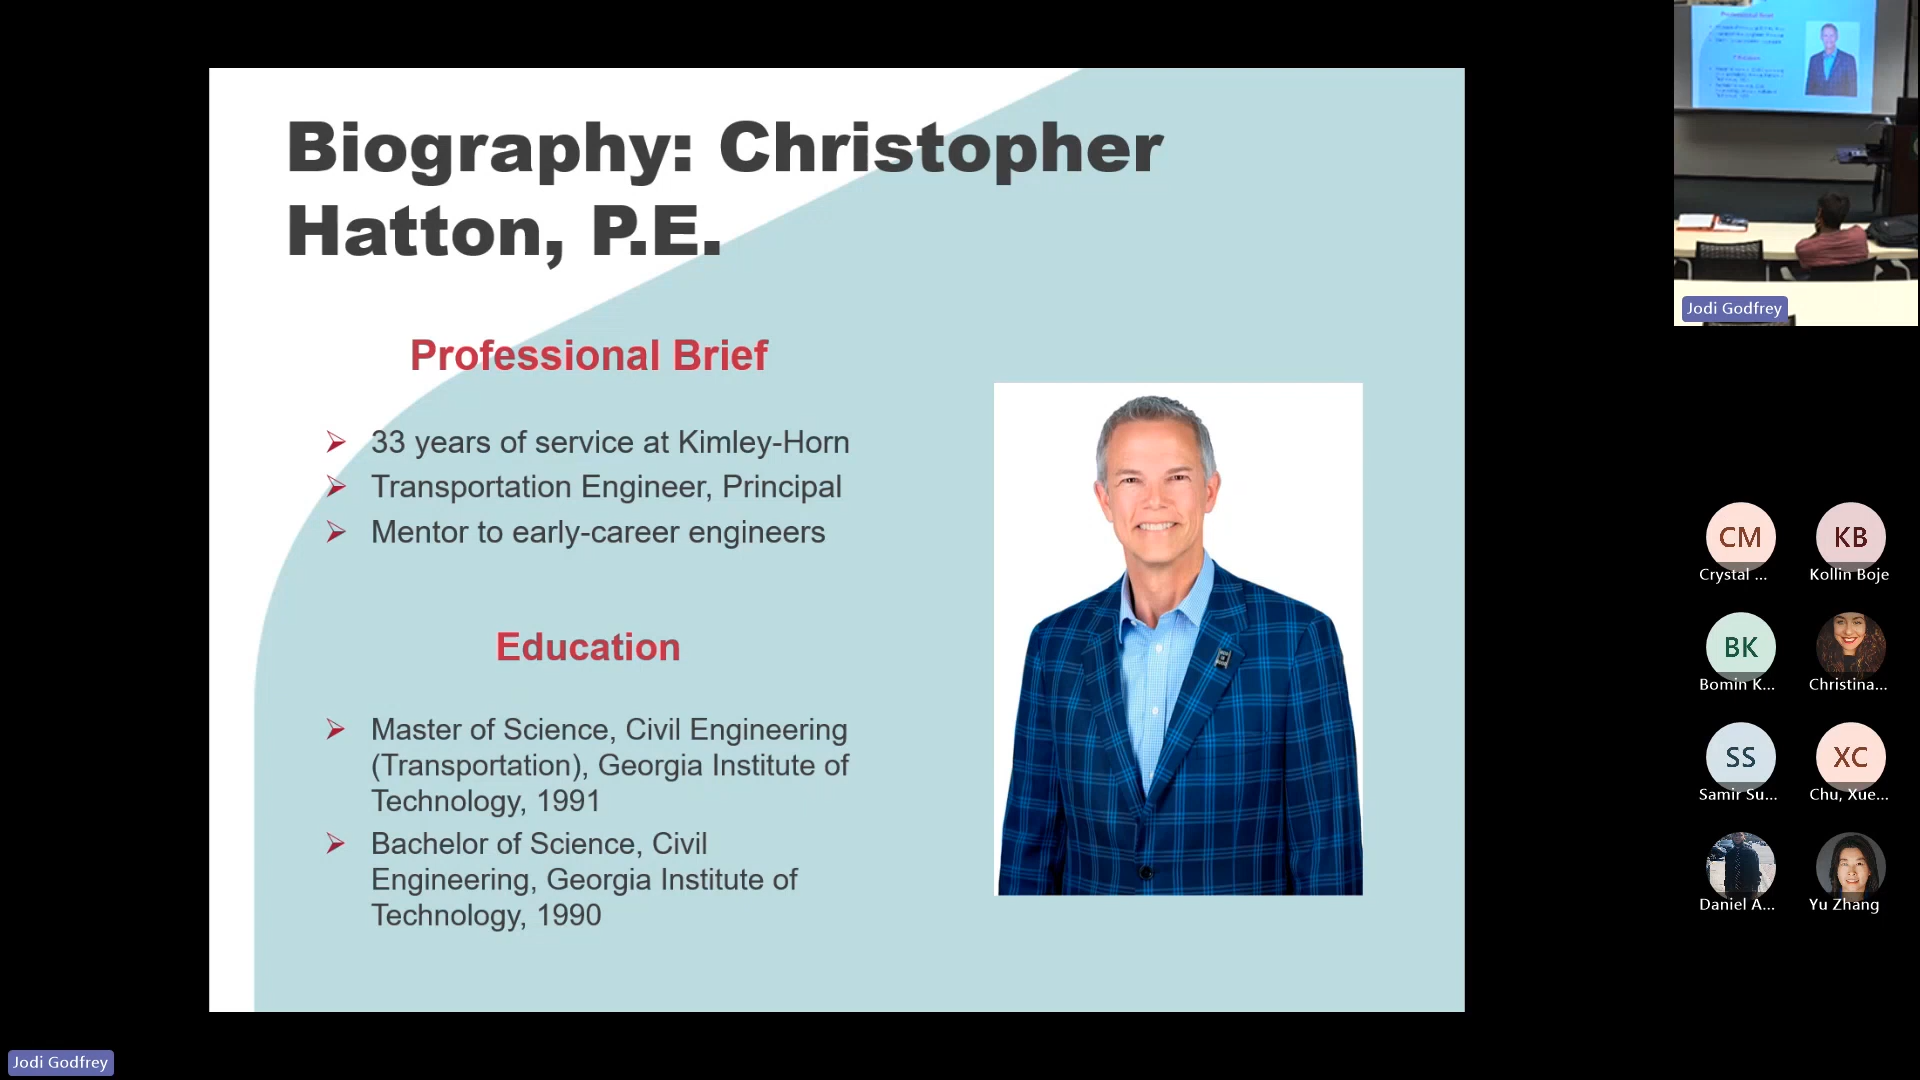 Biography: Christopher
Hatton, P.E.
Professional Brief
33 years of service at Kimley-Horn
Transportation Engineer, Principal
Mentor to early-career engineers
Education
Master of Science, Civil Engineering
(Transportation), Georgia Institute of
Technology, 1991
Bachelor of Science, Civil
Engineering, Georgia Institute of
Technology, 1990
Professional Brief
Education
Jodi Godfrey
CM
KB
Crystal ...
Kollin Boje
BK
Bomin K...
Christina...
SS
XC
Samir Su...
Chu, Xue...
Daniel A...
Yu Zhang
Jodi Godfrey